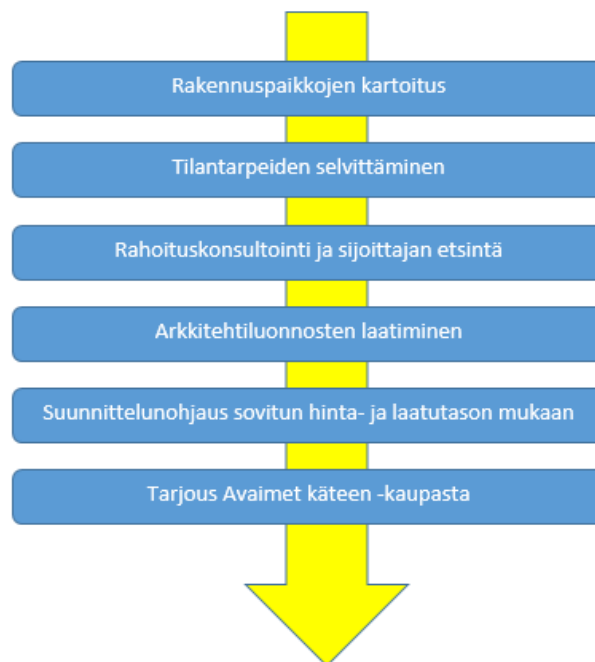 Rakennuspaikkojen kartoitus
Tilantarpeiden selvittäminen
Rahoituskonsultointi ja sijoittajan etsintä
Arkkitehtiluonnosten laatiminen
Suunnittelunohjaus sovitun hinta- ja laatutason mukaan
Tarjous Avaimet käteen -kaupasta